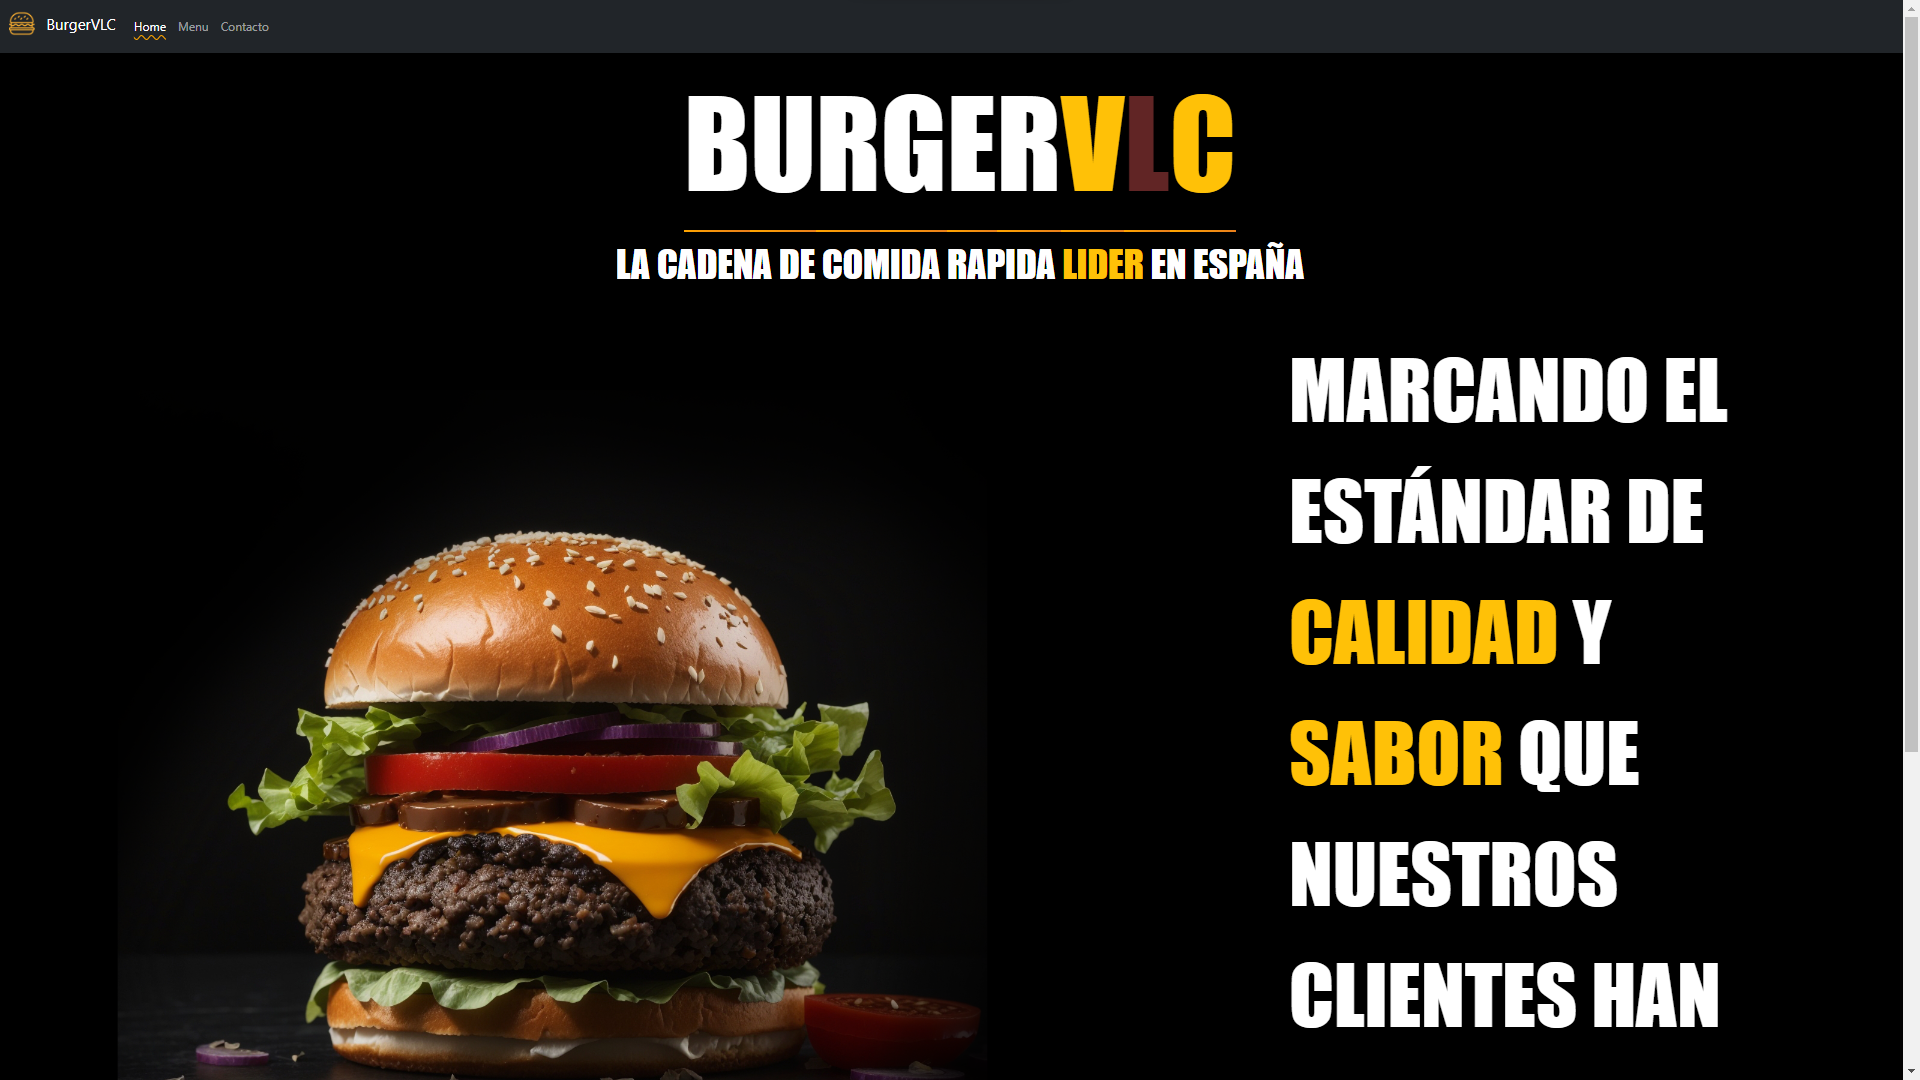 BurgerVLC Home Menu Contacto
BURGERVLC
LA CADENA DE COMIDA RAPIDA LIDER EN ESPAÑA
MARCANDO EL
ESTÁNDAR DE
CALIDAD Y
SABOR QUE
NUESTROS
CLIENTES HAN